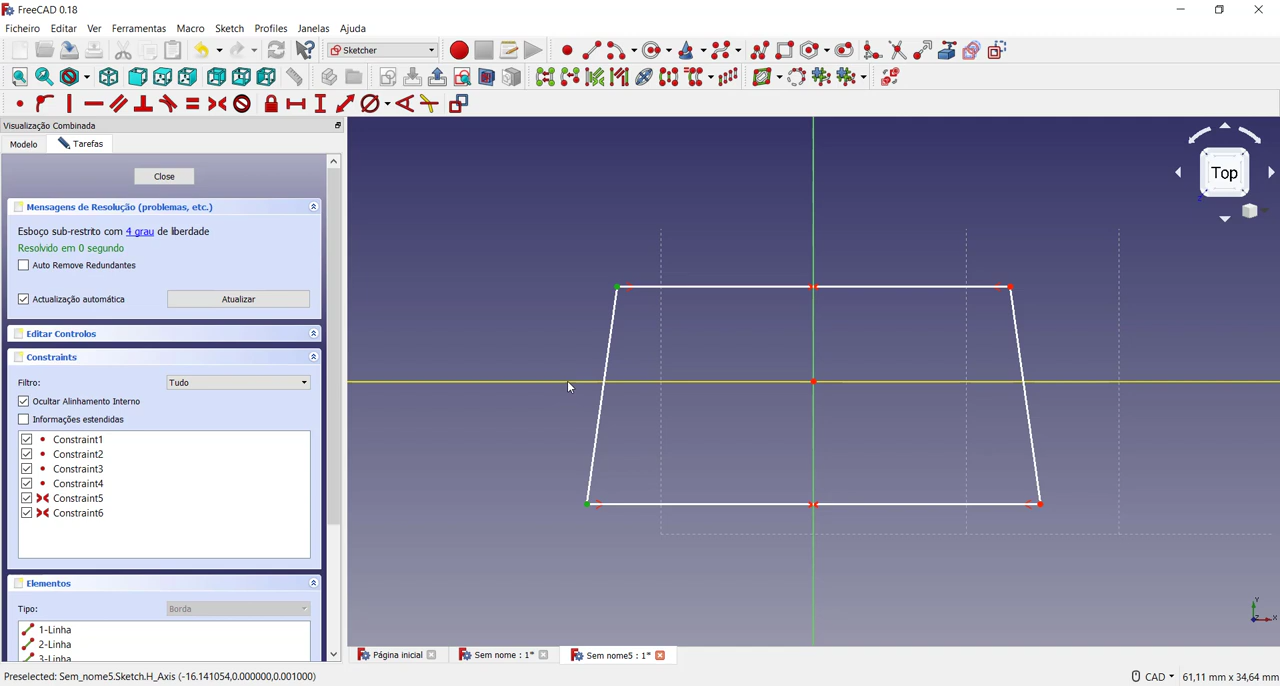 FreeCAD 0.18
Ficheiro Editar Ver Ferramentas Macro Sketch Profiles Janelas Ajuda
Sketcher
Visualização Combinada
Modelo Tarefas
Close
Mensagens de Resolução (problemas, etc.)
Esboço sub-restrito com 4 grau de liberdade
Resolvido em 0 segundo
Auto Remove Redundantes
Actualização automática Atualizar
Editar Controlos
Constraints
Filtro: Tudo
Ocultar Alinhamento Interno
Informações estendidas
Constraint1
Constraint2
Constraint3
Constraint4
Constraint5
Constraint6
Elementos
Tipo: Borda
1-Linha
2-Linha
3-Linha
Top
Z
Y
Z X
Página inicial Sem nome : 1* Sem nome5 : 1*
Preselected: Sem_nome5.Sketch.H_Axis (-16.141054,0.000000,0.001000) CAD 61,11 mm x 34,64 mm